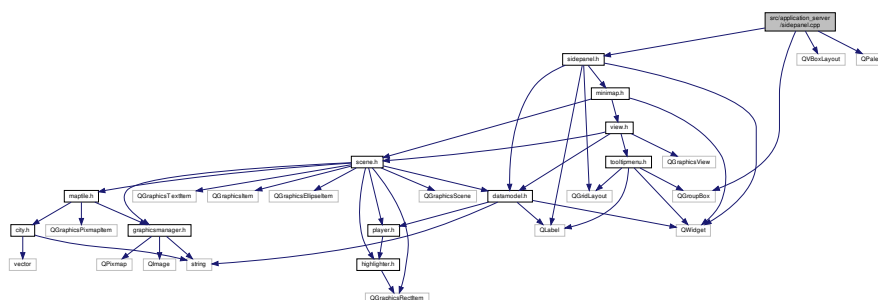 src/application_server
/sidepanel.cpp
sidepanel.h
QVBoxLayout
QPale
minimap.h
view.h
scene.h
tooltipmenu.h
QGraphicsView
maptile.h
QGraphicsTextItem
QGraphicsItem
QGraphicsEllipseItem
QGraphicsScene
datamodel.h
QGridLayout
QGroupBox
city.h
QGraphicsPixmapItem
graphicsmanager.h
player.h
QLabel
QWidget
vector
QPixmap
QImage
string
highlighter.h
QGraphicsRectItem